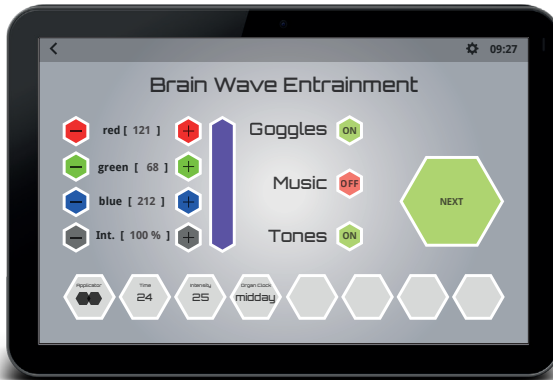 09:27
Brain Wave Entrainment
red [ 121 ]
green [ 68 ]
blue [ 212 ]
Int. [ 100 % ]
Goggles ON
Music OFF
Tones ON
NEXT
Applicator
Time
24
Intensity
25
Organ Clock
midday